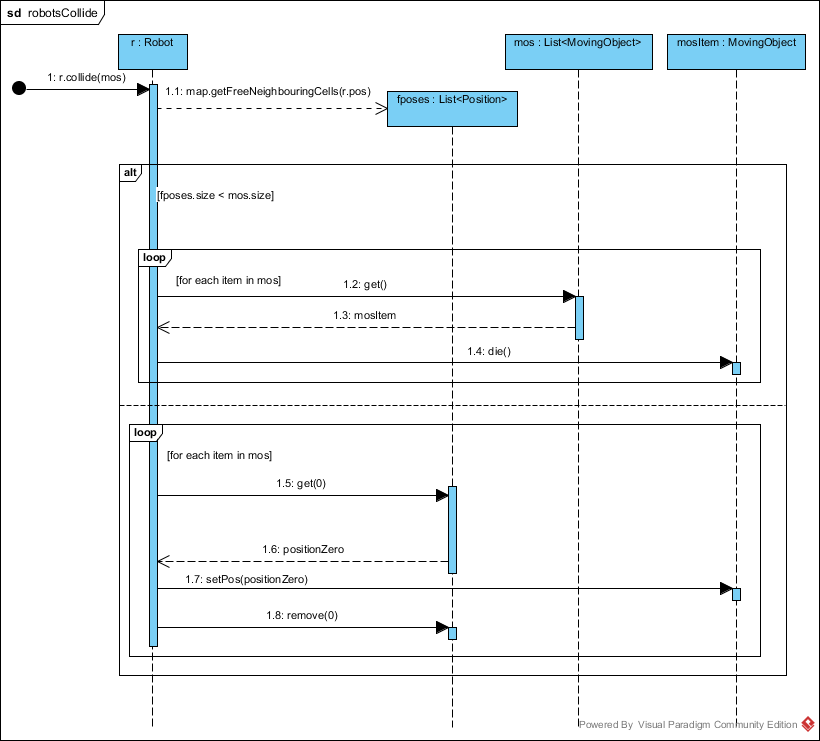 sd robotsCollide
r : Robot
mos : List<MovingObject>
mosItem : MovingObject
1: r.collide(mos)
1.1: map.getFreeNeighbouringCells(r.pos)
fposes : List<Position>
alt
[fposes.size < mos.size]
loop
[for each item in mos]
1.2: get()
1.3: mosItem
1.4: die()
loop
[for each item in mos]
1.5: get(0)
1.6: positionZero
1.7: setPos(positionZero)
1.8: remove(0)
Powered By Visual Paradigm Community Edition